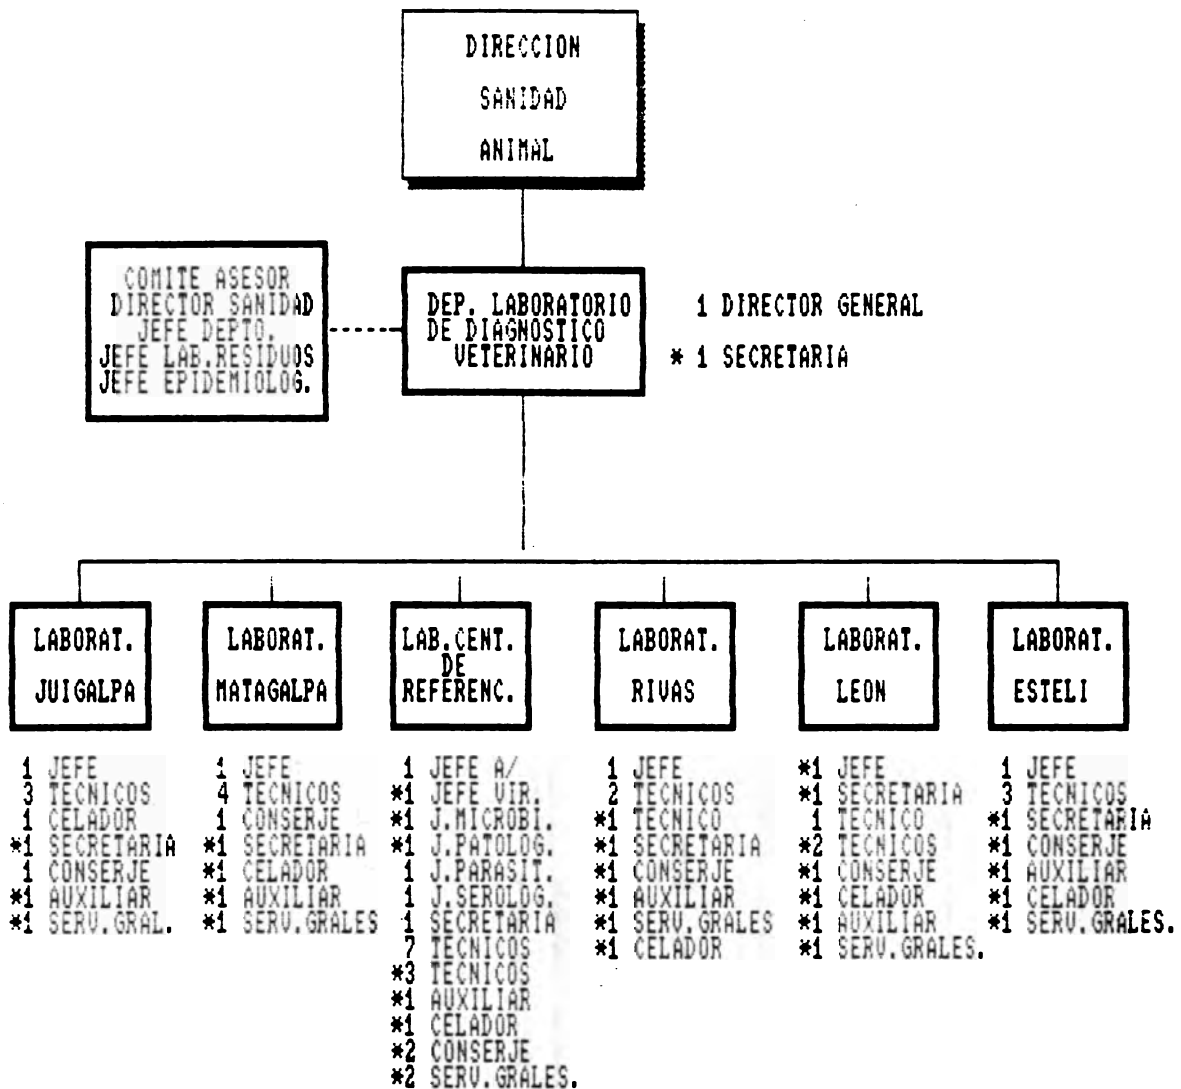 DIRECCION
SANIDAD
ANIMAL
COMITE ASESOR
DIRECTOR SANIDAD
JEFE DEPTO.
JEFE LAB.RESIDUOS
JEFE EPIDEMIOLOG.
DEP. LABORATORIO
DE DIAGNOSTICO
VETERINARIO
1 DIRECTOR GENERAL
* 1 SECRETARIA
LABORAT.
JUIGALPA
1 JEFE
3 TECNICOS
1 CELADOR
*1 SECRETARIA
1 CONSERJE
*1 AUXILIAR
*1 SERV.GRAL.
LABORAT.
MATAGALPA
1 JEFE
4 TECNICOS
1 CONSERJE
*1 SECRETARIA
*1 CELADOR
*1 AUXILIAR
*1 SERV.GRALES
LAB.CENT.
DE
REFERENC.
1 JEFE A/
*1 JEFE VIR.
*1 J.MICROBI.
*1 J.PATOLOG.
1 J.PARASIT.
1 J.SEROLOG.
1 SECRETARIA
7 TECNICOS
*3 TECNICOS
*1 AUXILIAR
*1 CELADOR
*2 CONSERJE
*2 SERV.GRALES.
LABORAT.
RIVAS
1 JEFE
2 TECNICOS
*1 TECNICO
*1 SECRETARIA
*1 CONSERJE
*1 AUXILIAR
*1 SERV.GRALES
*1 CELADOR
LABORAT.
LEON
*1 JEFE
*1 SECRETARIA
1 TECNICO
*2 TECNICOS
*1 CONSERJE
*1 CELADOR
*1 AUXILIAR
*1 SERV.GRALES.
LABORAT.
ESTELI
1 JEFE
3 TECNICOS
*1 SECRETARIA
*1 CONSERJE
*1 AUXILIAR
*1 CELADOR
*1 SERV.GRALES.